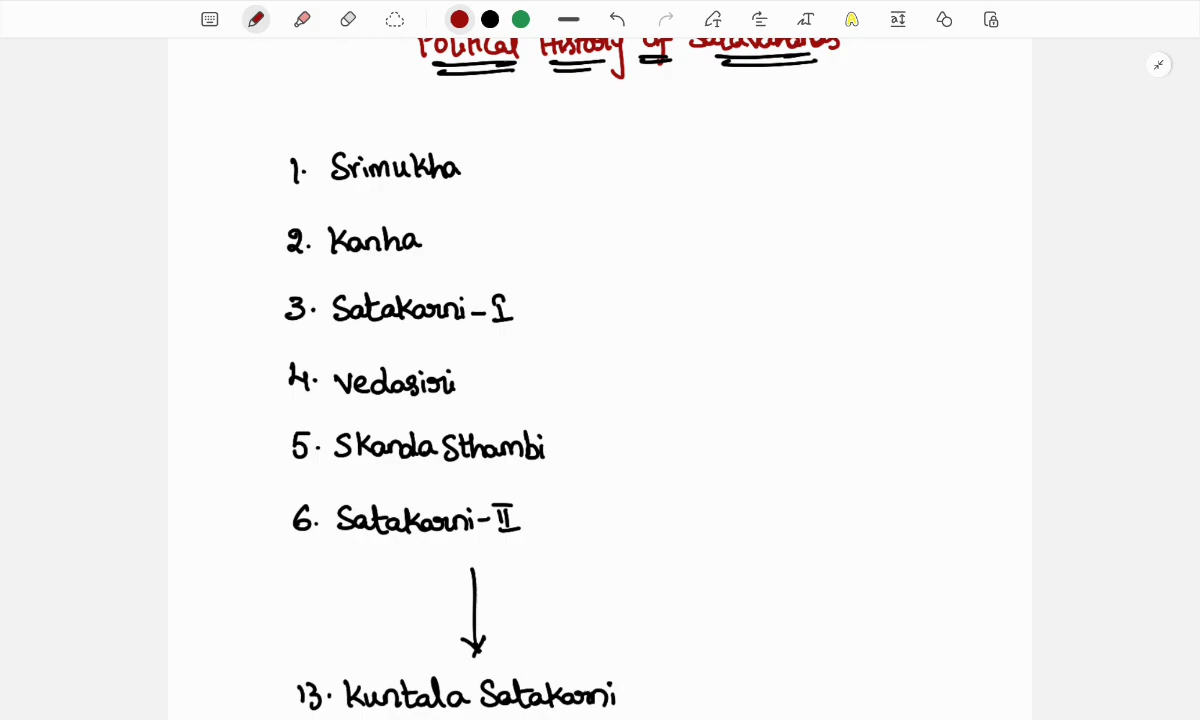 Political History of Satavahanas
1. Srimukha
2. Kanha
3. Satakarni - I
4. Vedasiri
5. Skanda Sthambi
6. Satakarni - II
13. Kuntala Satakarni